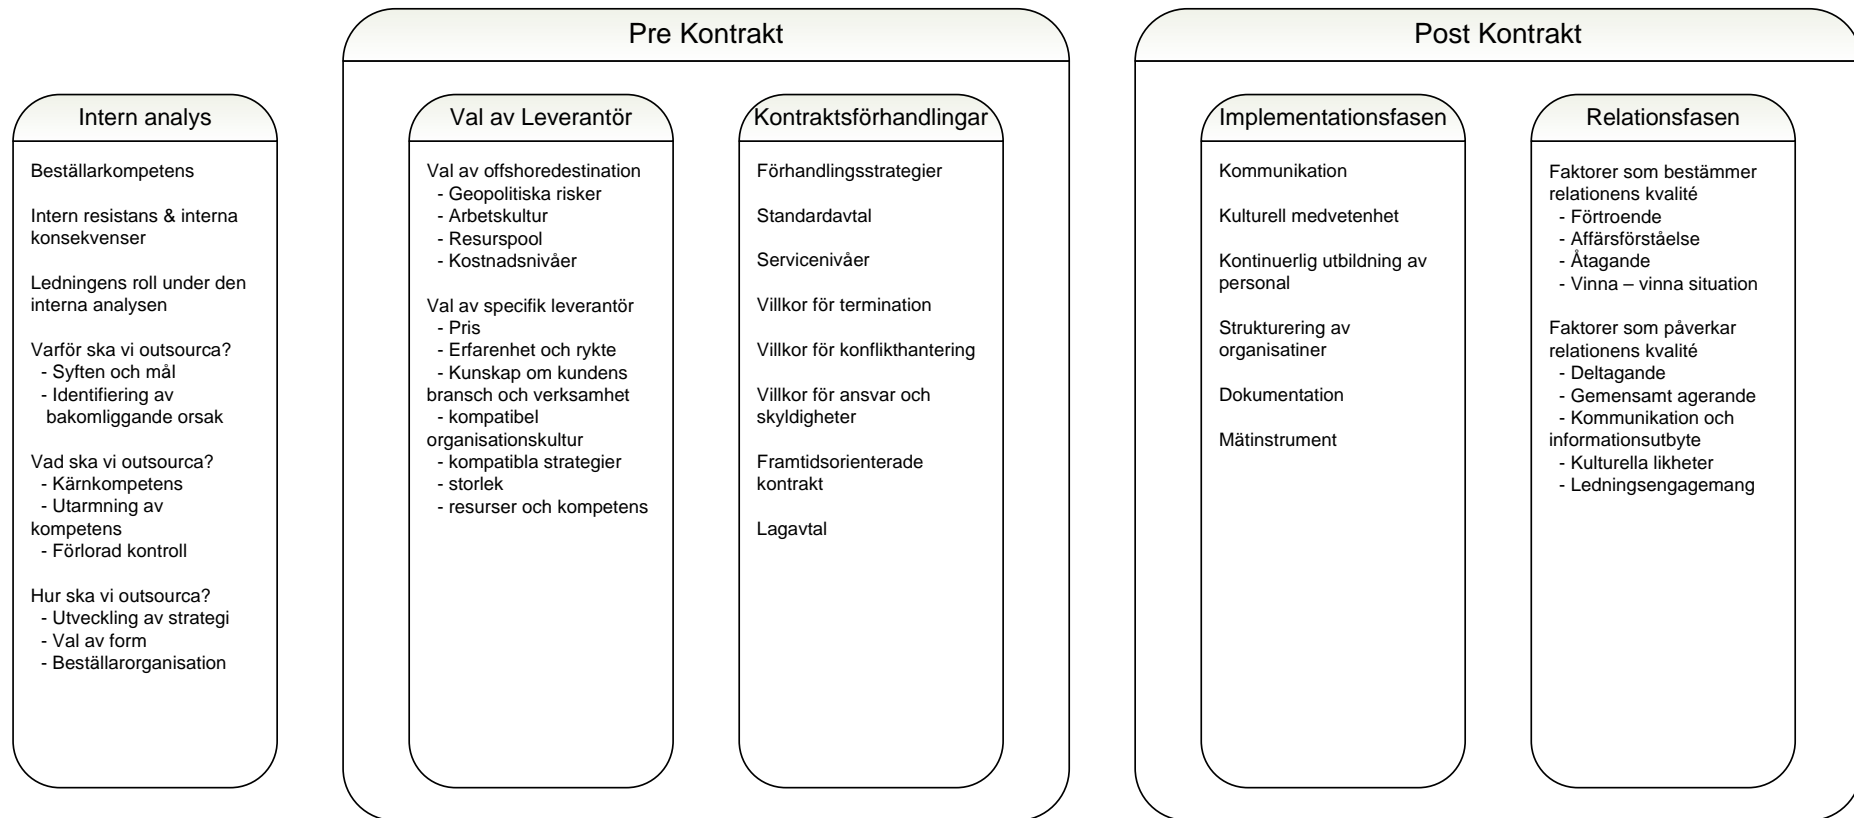 Pre Kontrakt
Post Kontrakt
Intern analys
Beställarkompetens
Intern resistans & interna
konsekvenser
Ledningens roll under den
interna analysen
Varför ska vi outsourca?
- Syften och mål
- Identifiering av
bakomliggande orsak
Vad ska vi outsourca?
- Kärnkompetens
- Utarmning av
kompetens
- Förlorad kontroll
Hur ska vi outsourca?
- Utveckling av strategi
- Val av form
- Beställarorganisation
Val av Leverantör
Val av offshoredestination
- Geopolitiska risker
- Arbetskultur
- Resurspool
- Kostnadsnivåer
Val av specifik leverantör
- Pris
- Erfarenhet och rykte
- Kunskap om kundens
bransch och verksamhet
- kompatibel
organisationskultur
- kompatibla strategier
- storlek
- resurser och kompetens
Kontraktsförhandlingar
Förhandlingsstrategier
Standardavtal
Servicenivåer
Villkor för termination
Villkor för konflikthantering
Villkor för ansvar och
skyldigheter
Framtidsorienterade
kontrakt
Lagavtal
Implementationsfasen
Kommunikation
Kulturell medvetenhet
Kontinuerlig utbildning av
personal
Strukturering av
organisatiner
Dokumentation
Mätinstrument
Relationsfasen
Faktorer som bestämmer
relationens kvalité
- Förtroende
- Affärsförståelse
- Åtagande
- Vinna – vinna situation
Faktorer som påverkar
relationens kvalité
- Deltagande
- Gemensamt agerande
- Kommunikation och
informationsutbyte
- Kulturella likheter
- Ledningsengagemang